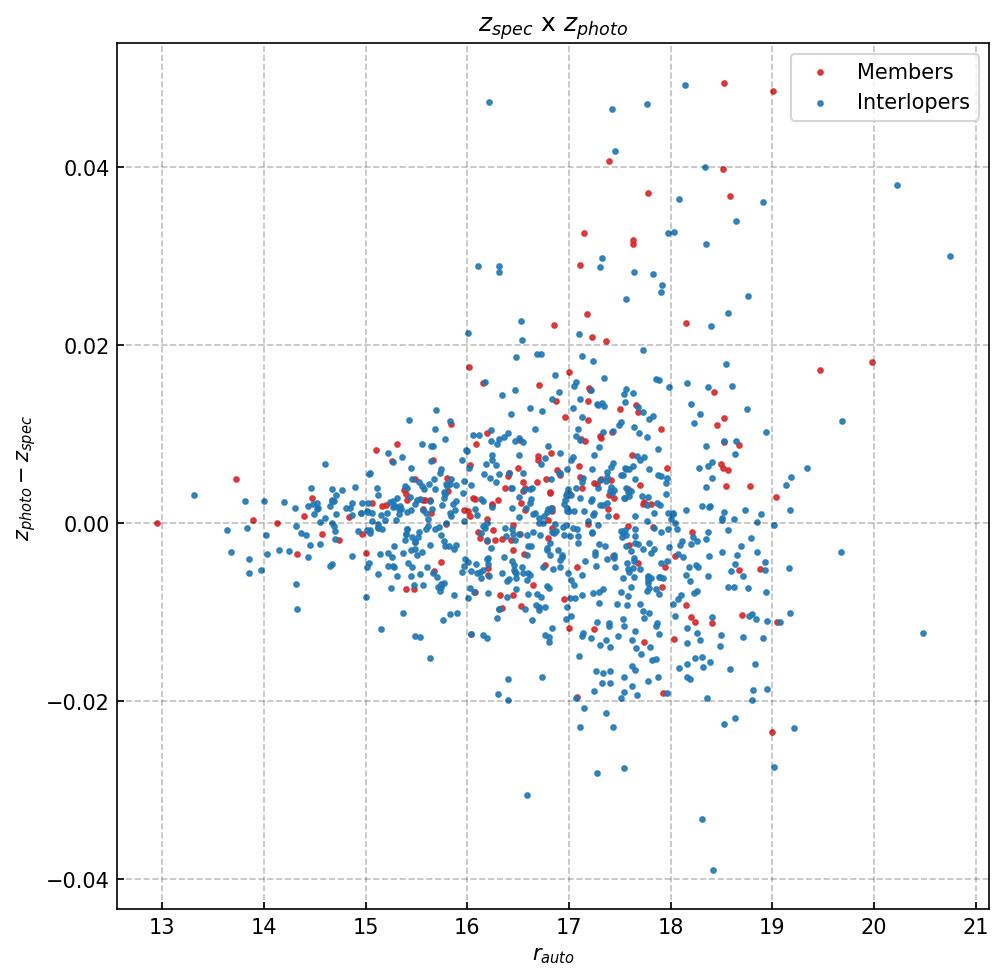 z_spec x z_photo
Members
Interlopers
z_photo − z_spec
0.04
0.02
0.00
−0.02
−0.04
13 14 15 16 17 18 19 20 21
r_auto